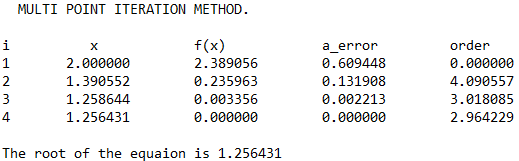 MULTI POINT ITERATION METHOD.
i x f(x) a_error order
1 2.000000 2.389056 0.609448 0.000000
2 1.390552 0.235963 0.131908 4.090557
3 1.258644 0.003356 0.002213 3.018085
4 1.256431 0.000000 0.000000 2.964229
The root of the equaion is 1.256431